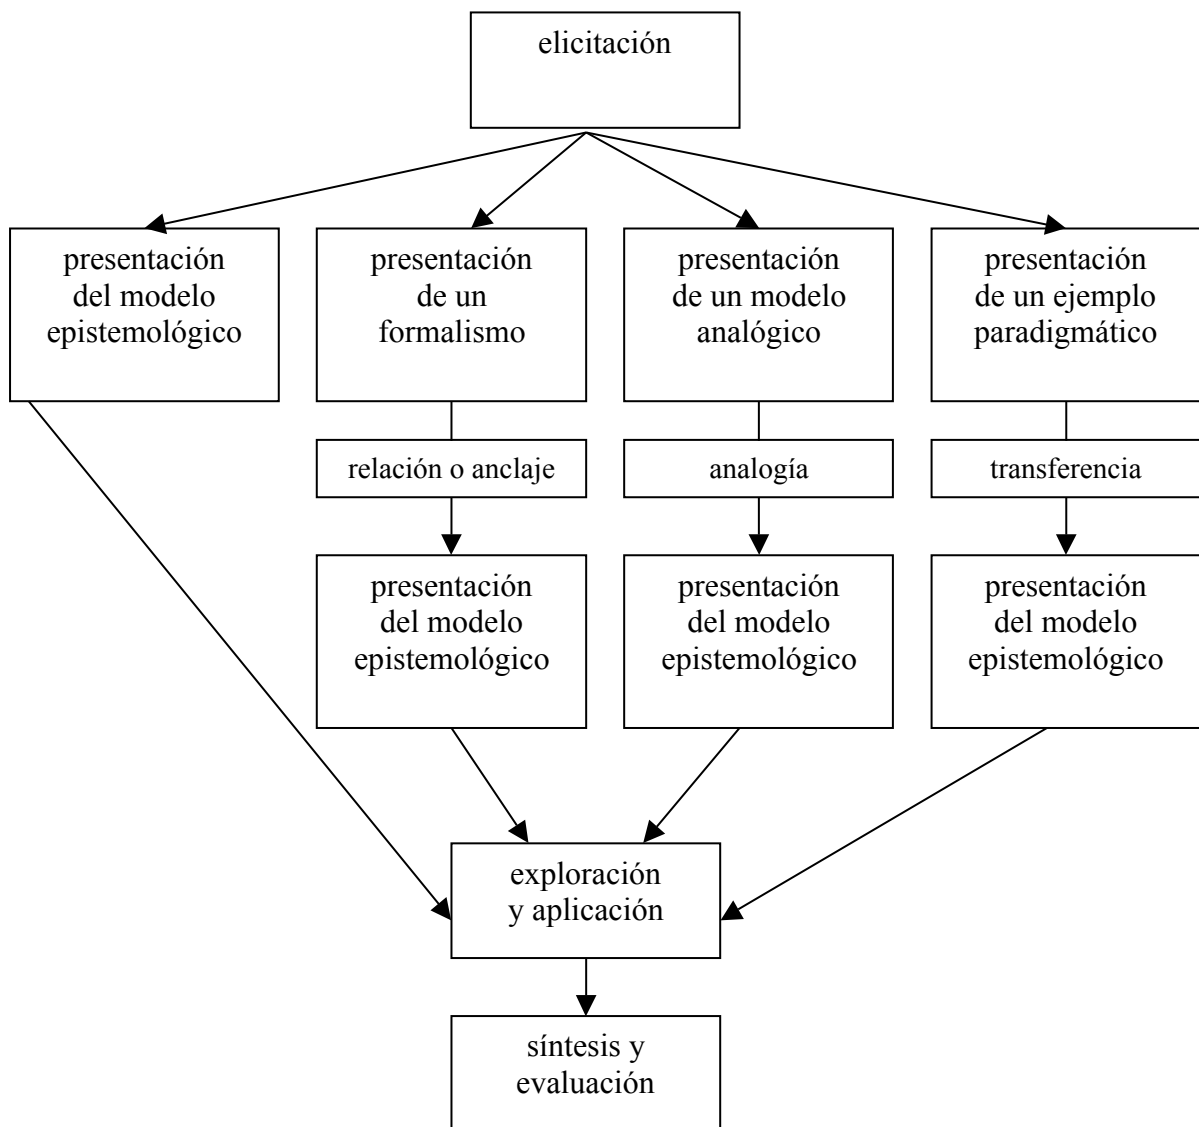 elicitación
presentación
del modelo
epistemológico
presentación
de un
formalismo
presentación
de un modelo
analógico
presentación
de un ejemplo
paradigmático
relación o anclaje
analogía
transferencia
presentación
del modelo
epistemológico
presentación
del modelo
epistemológico
presentación
del modelo
epistemológico
exploración
y aplicación
síntesis y
evaluación